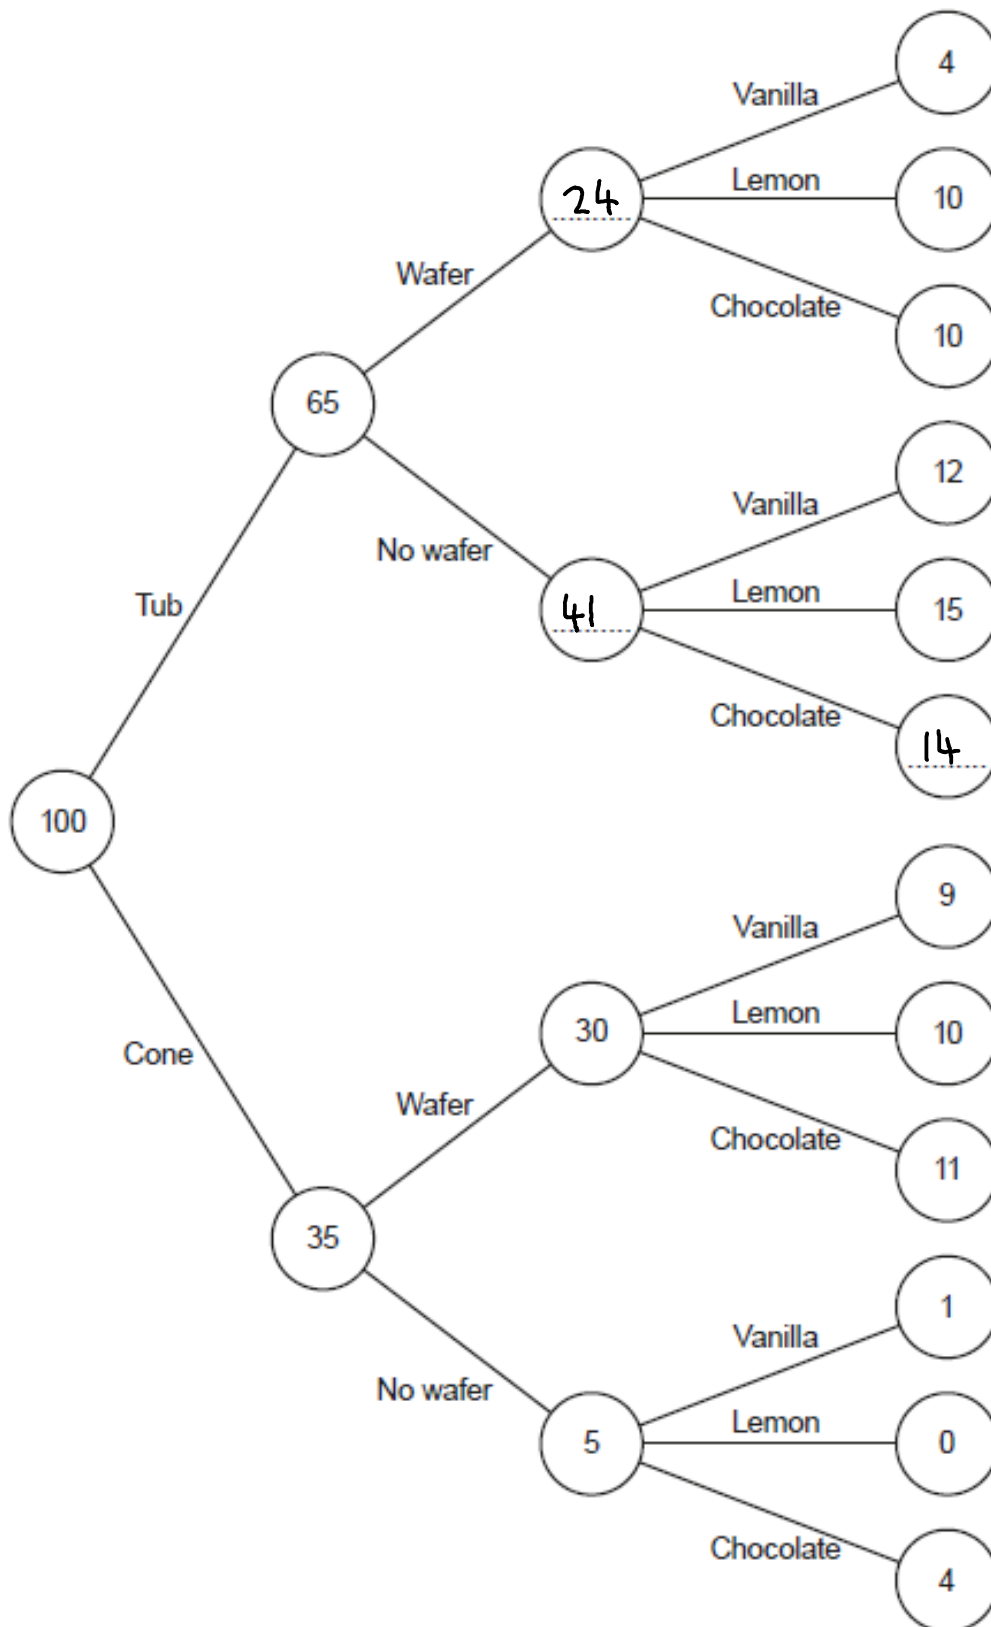 4
Vanilla
24
Lemon
10
Wafer
Chocolate
10
65
12
Vanilla
No wafer
Tub
41
Lemon
15
Chocolate
14
100
9
Vanilla
Cone
30
Lemon
10
Wafer
Chocolate
11
35
1
Vanilla
No wafer
5
Lemon
0
Chocolate
4